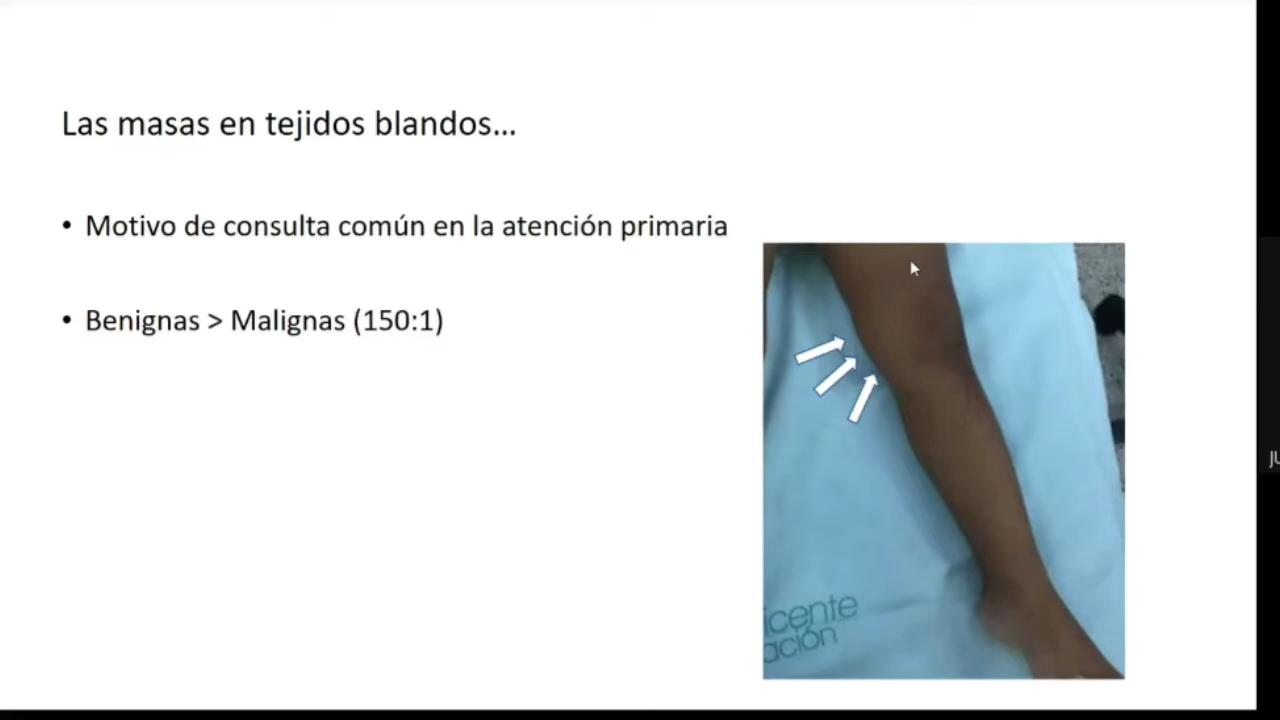 Las masas en tejidos blandos...
• Motivo de consulta común en la atención primaria
• Benignas > Malignas (150:1)
icente
ación
JU